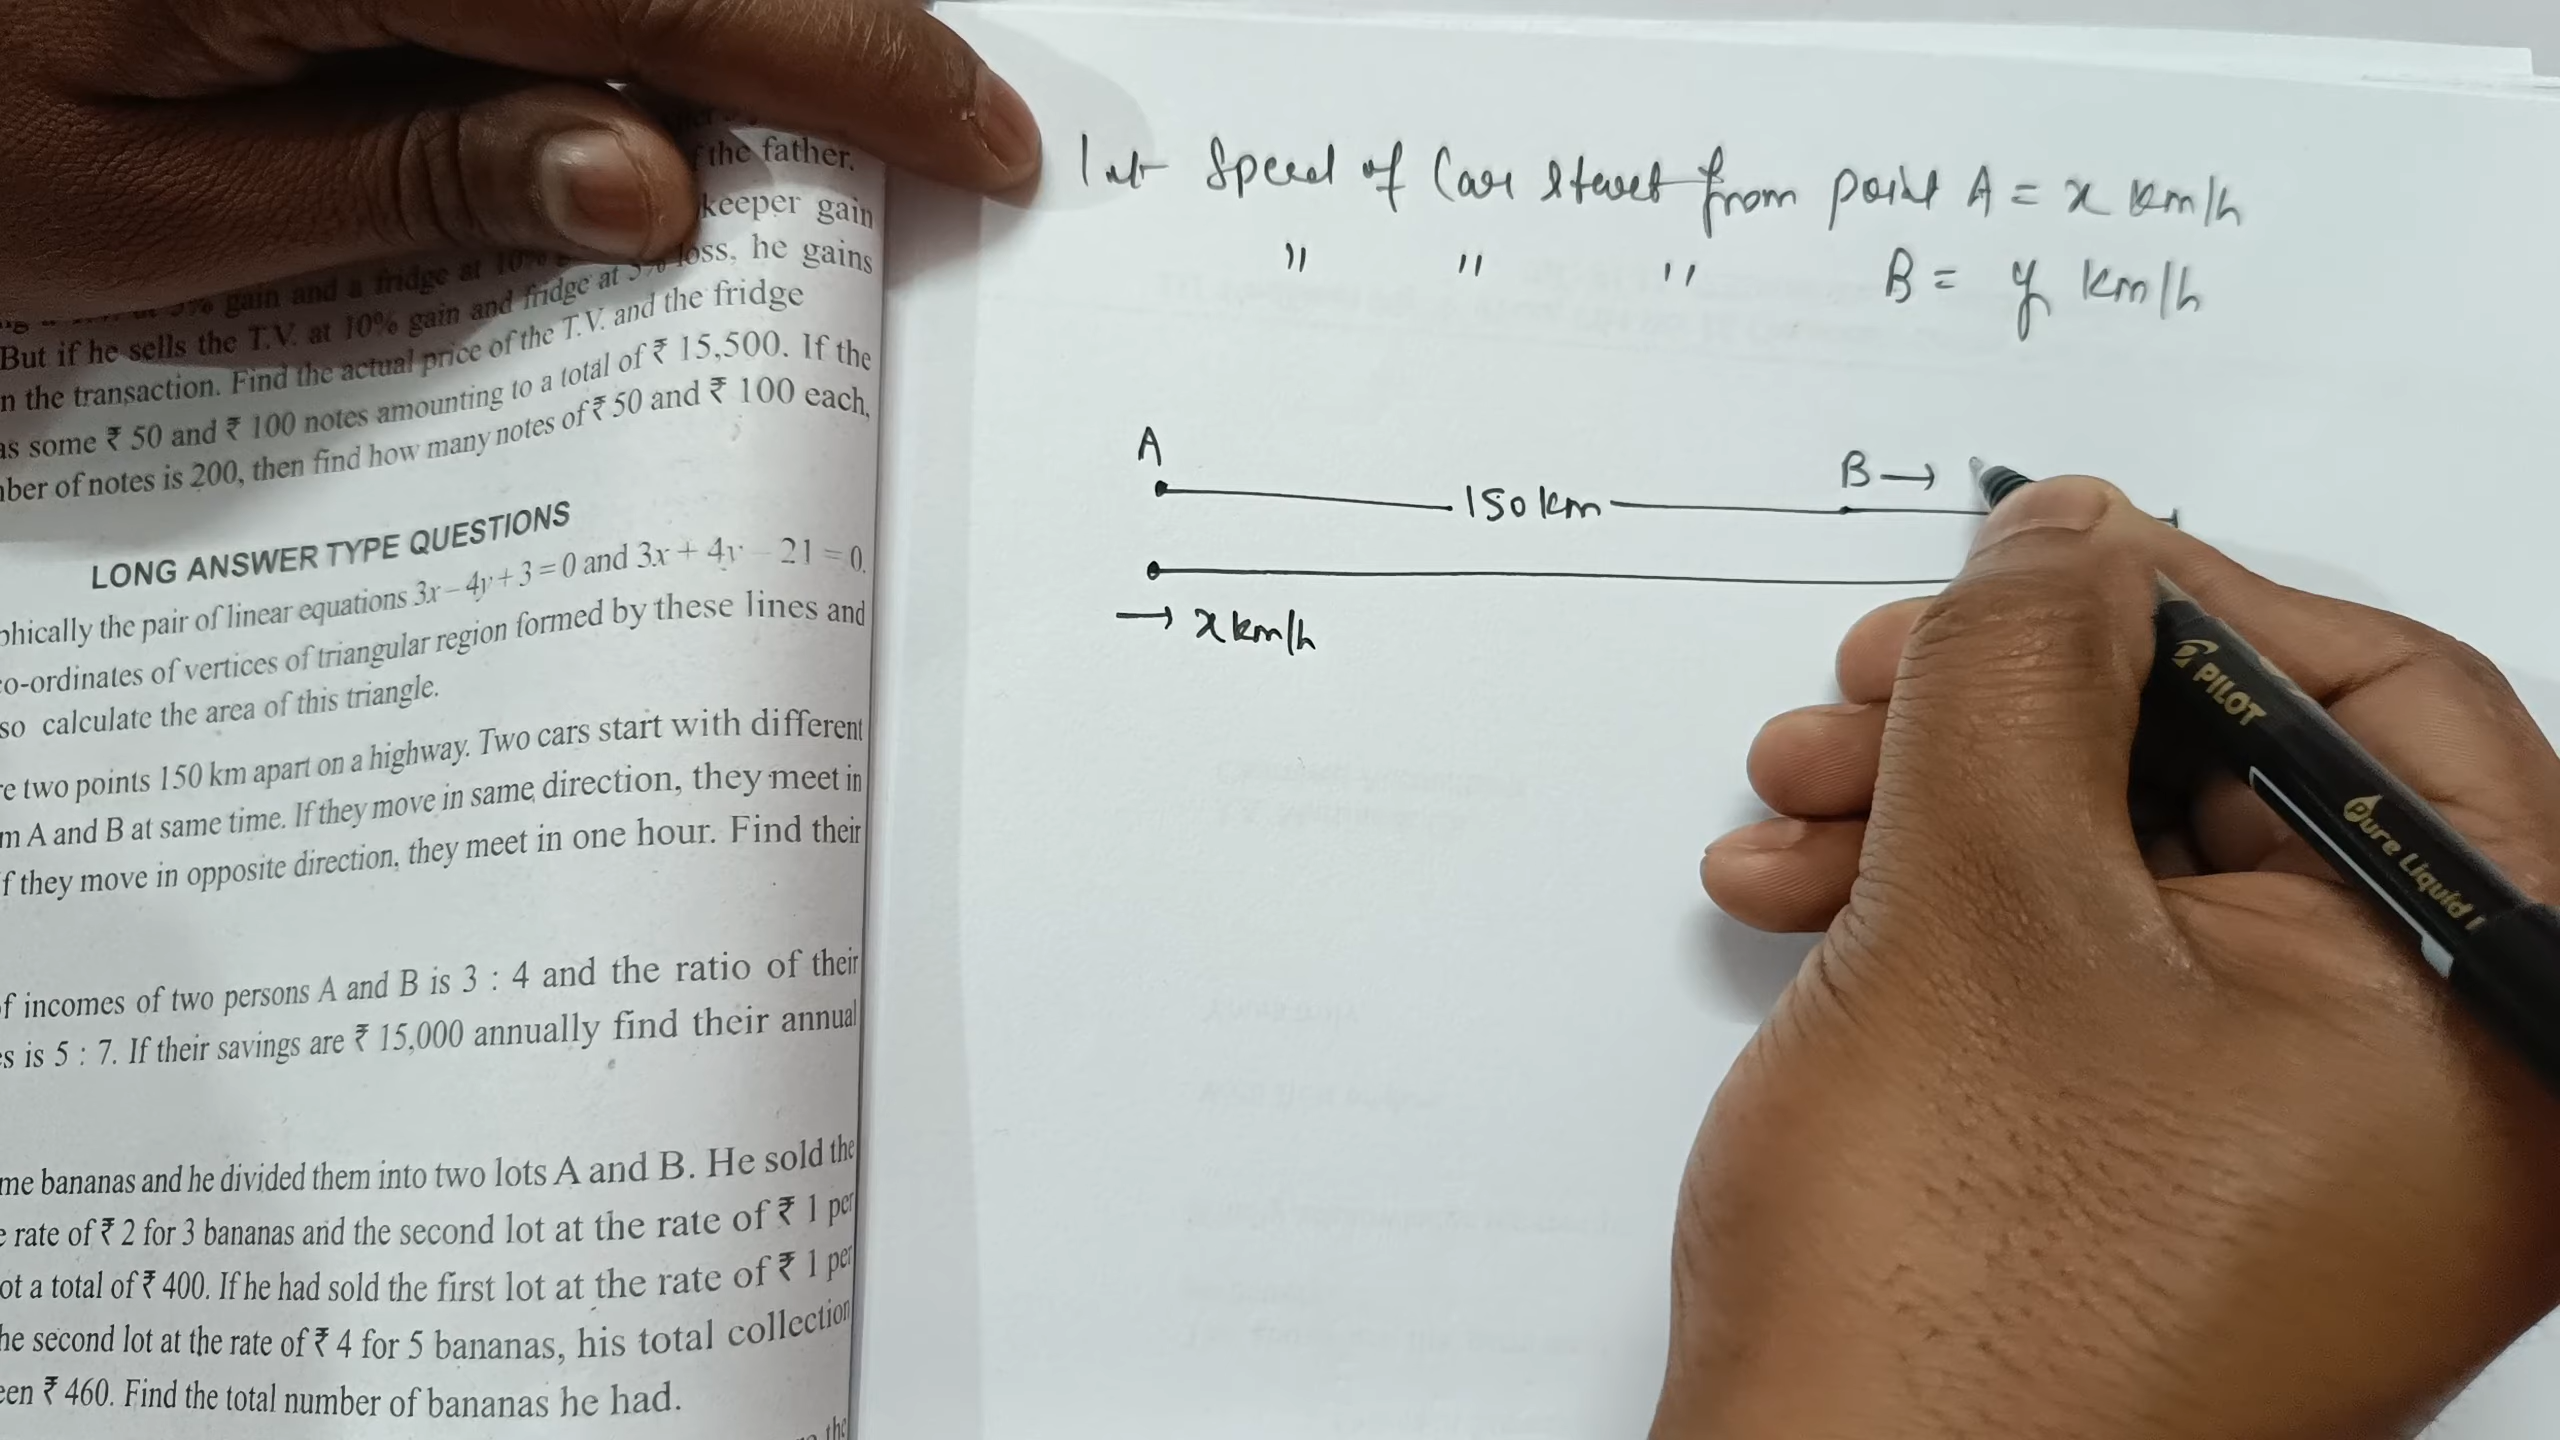 the father.
keeper gain
loss, he gains
gain and a fridge at 10%
But if he sells the T.V. at 10% gain and fridge at 5%
n the transaction. Find the actual price of the T.V. and the fridge
as some ₹ 50 and ₹ 100 notes amounting to a total of ₹ 15,500. If the
ber of notes is 200, then find how many notes of ₹ 50 and ₹ 100 each,
LONG ANSWER TYPE QUESTIONS
phically the pair of linear equations 3x – 4y + 3 = 0 and 3x + 4y – 21 = 0.
co-ordinates of vertices of triangular region formed by these lines and
so calculate the area of this triangle.
re two points 150 km apart on a highway. Two cars start with different
m A and B at same time. If they move in same direction, they meet in
f they move in opposite direction, they meet in one hour. Find their
of incomes of two persons A and B is 3 : 4 and the ratio of their
es is 5 : 7. If their savings are ₹ 15,000 annually find their annual
me bananas and he divided them into two lots A and B. He sold the
e rate of ₹ 2 for 3 bananas and the second lot at the rate of ₹ 1 per
ot a total of ₹ 400. If he had sold the first lot at the rate of ₹ 1 per
he second lot at the rate of ₹ 4 for 5 bananas, his total collection
een ₹ 460. Find the total number of bananas he had.
the
Let Speed of Car start from point A = x km/h
" " " B = y km/h
A
B →
150 km
→ x km/h
PILOT
Pure Liquid